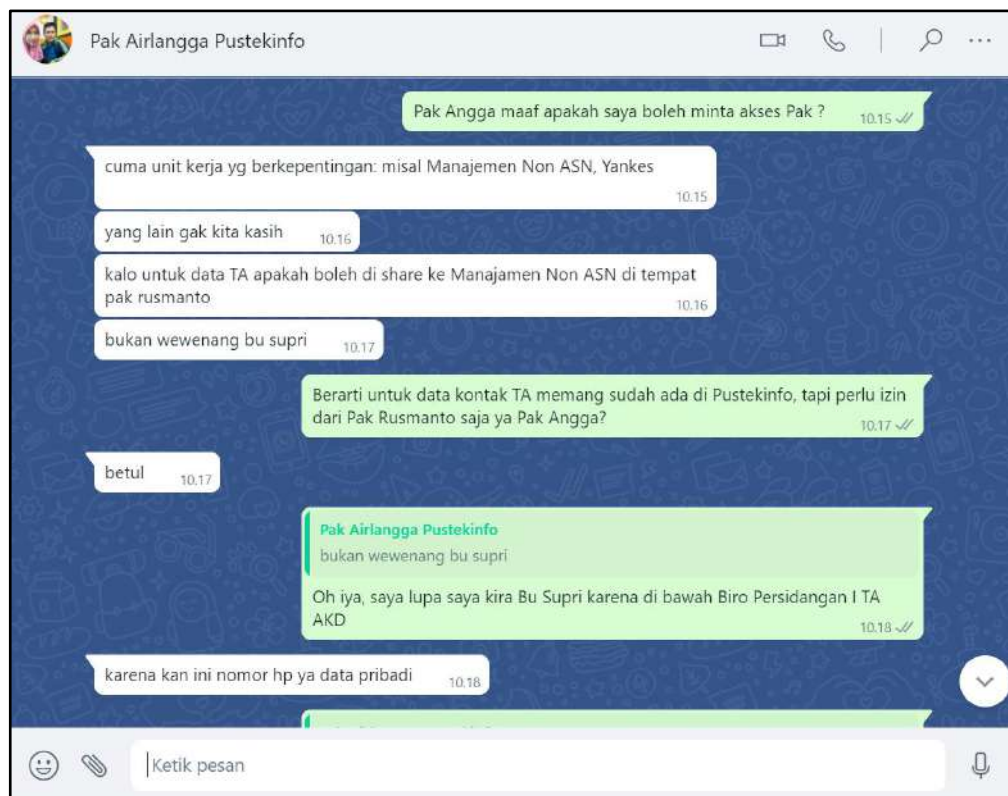 Pak Airlangga Pustekinfo
Pak Angga maaf apakah saya boleh minta akses Pak ?
10.15
cuma unit kerja yg berkepentingan: misal Manajemen Non ASN, Yankes
10.15
yang lain gak kita kasih
10.16
kalo untuk data TA apakah boleh di share ke Manajamen Non ASN di tempat
pak rusmanto
10.16
bukan wewenang bu supri
10.17
Berarti untuk data kontak TA memang sudah ada di Pustekinfo, tapi perlu izin
dari Pak Rusmanto saja ya Pak Angga?
10.17
betul
10.17
Pak Airlangga Pustekinfo
bukan wewenang bu supri
Oh iya, saya lupa saya kira Bu Supri karena di bawah Biro Persidangan I TA
AKD
10.18
karena kan ini nomor hp ya data pribadi
10.18
Ketik pesan